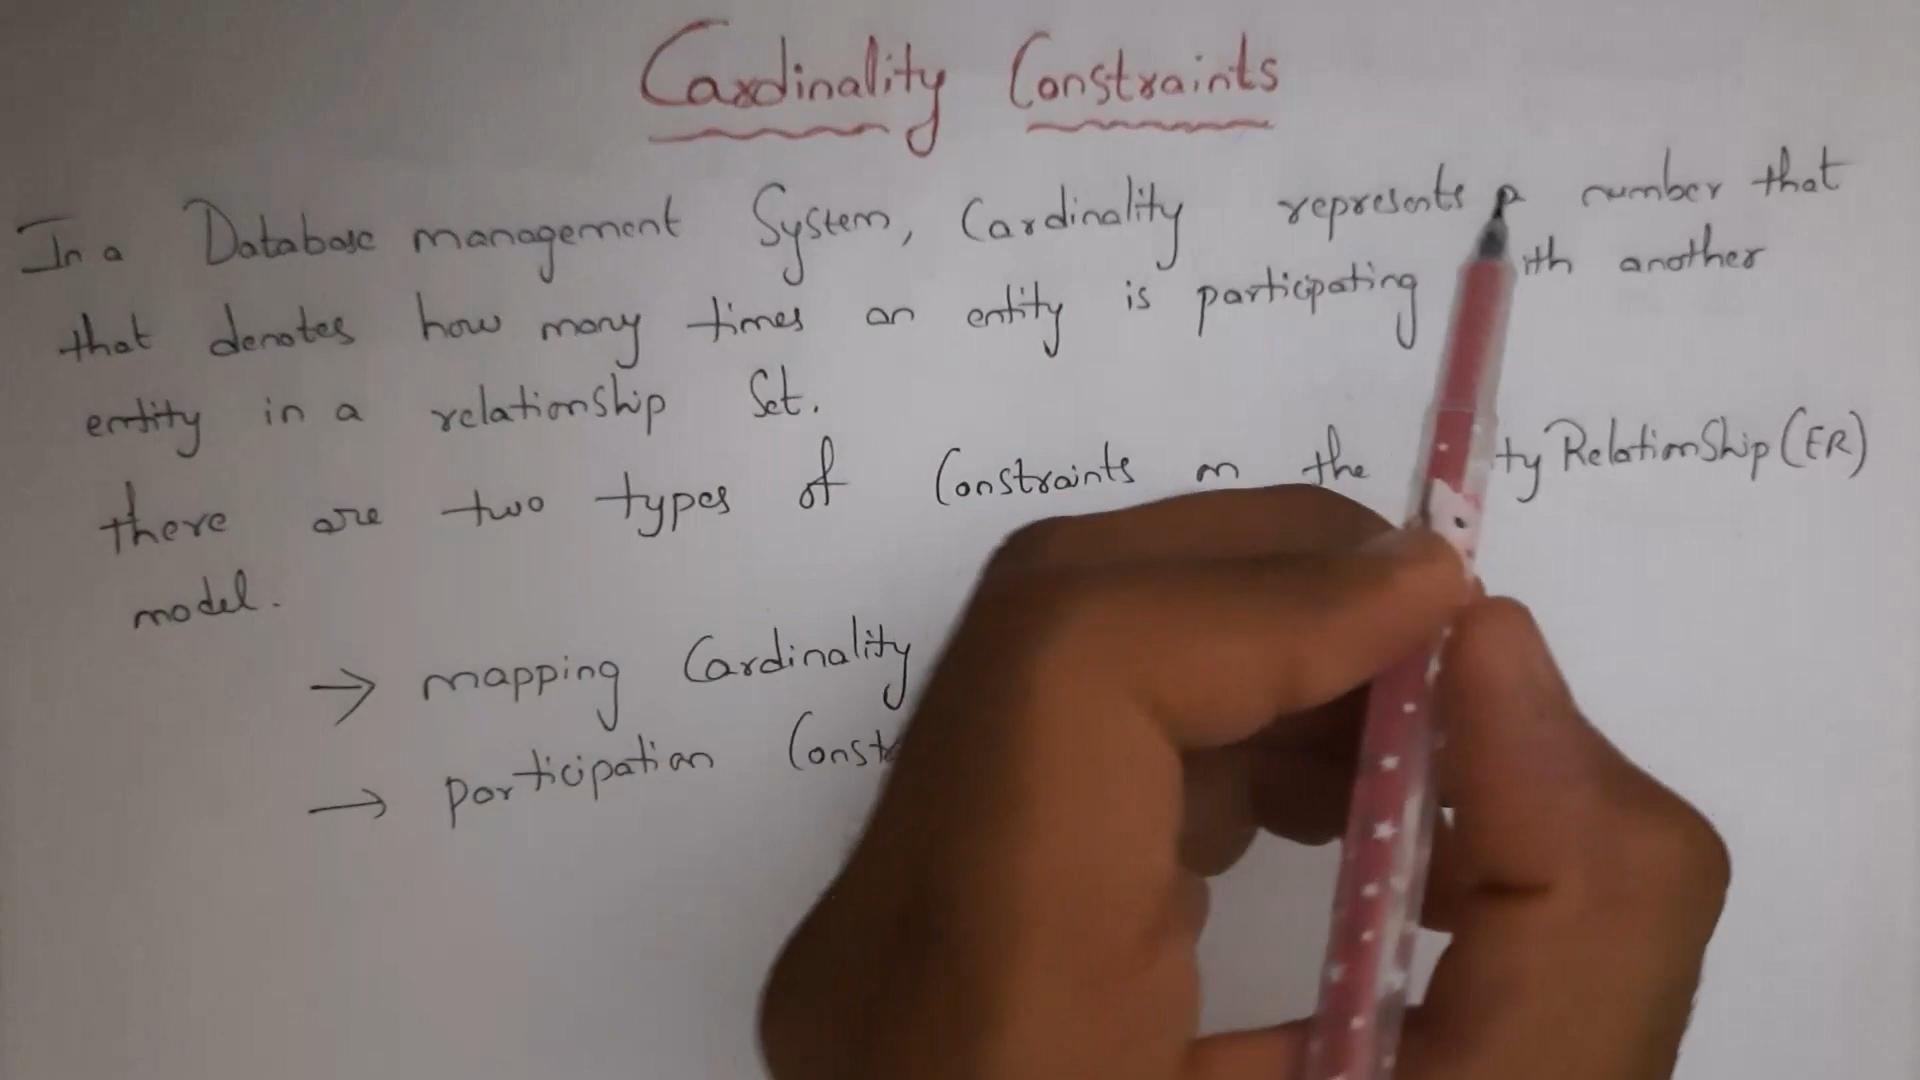 Cardinality Constraints
In a Database management System, Cardinality represents a number that
that denotes how many times an entity is participating with another
entity in a relationship Set.
there are two types of Constraints on the Relationship (ER)
model.
→ mapping Cardinality
→ participation